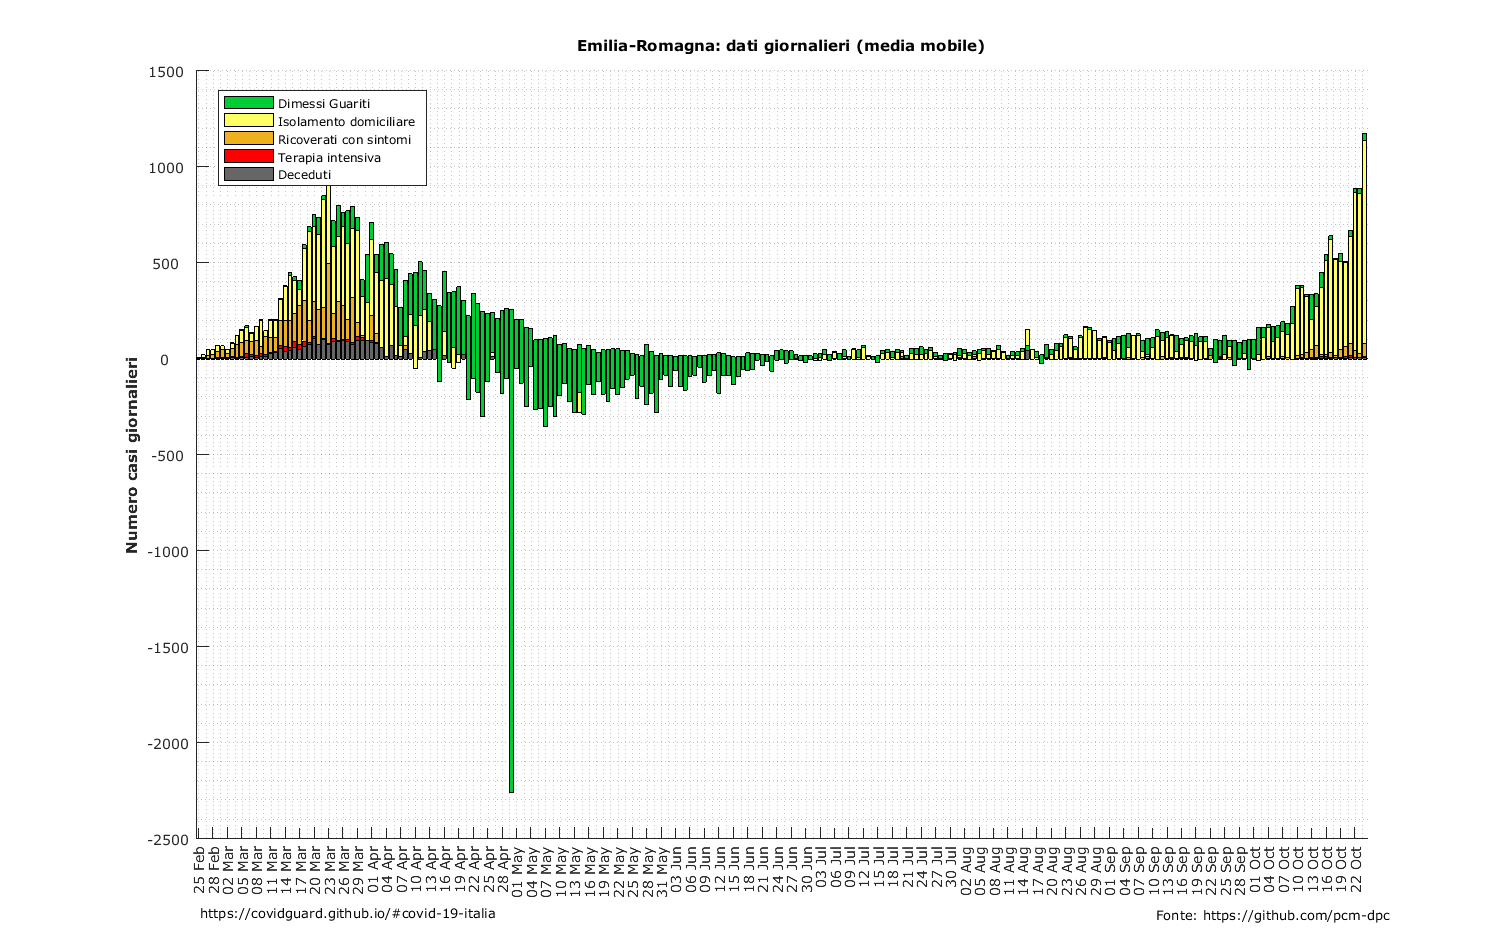 Emilia-Romagna: dati giornalieri (media mobile)
1500
1000
500
0
-500
-1000
-1500
-2000
-2500
Numero casi giornalieri
Dimessi Guariti
Isolamento domiciliare
Ricoverati con sintomi
Terapia intensiva
Deceduti
25 Feb
28 Feb
02 Mar
05 Mar
08 Mar
11 Mar
14 Mar
17 Mar
20 Mar
23 Mar
26 Mar
29 Mar
01 Apr
04 Apr
07 Apr
10 Apr
13 Apr
16 Apr
19 Apr
22 Apr
25 Apr
28 Apr
01 May
04 May
07 May
10 May
13 May
16 May
19 May
22 May
25 May
28 May
31 May
03 Jun
06 Jun
09 Jun
12 Jun
15 Jun
18 Jun
21 Jun
24 Jun
27 Jun
30 Jun
03 Jul
06 Jul
09 Jul
12 Jul
15 Jul
18 Jul
21 Jul
24 Jul
27 Jul
30 Jul
02 Aug
05 Aug
08 Aug
11 Aug
14 Aug
17 Aug
20 Aug
23 Aug
26 Aug
29 Aug
01 Sep
04 Sep
07 Sep
10 Sep
13 Sep
16 Sep
19 Sep
22 Sep
25 Sep
28 Sep
01 Oct
04 Oct
07 Oct
10 Oct
13 Oct
16 Oct
19 Oct
22 Oct
https://covidguard.github.io/#covid-19-italia
Fonte: https://github.com/pcm-dpc